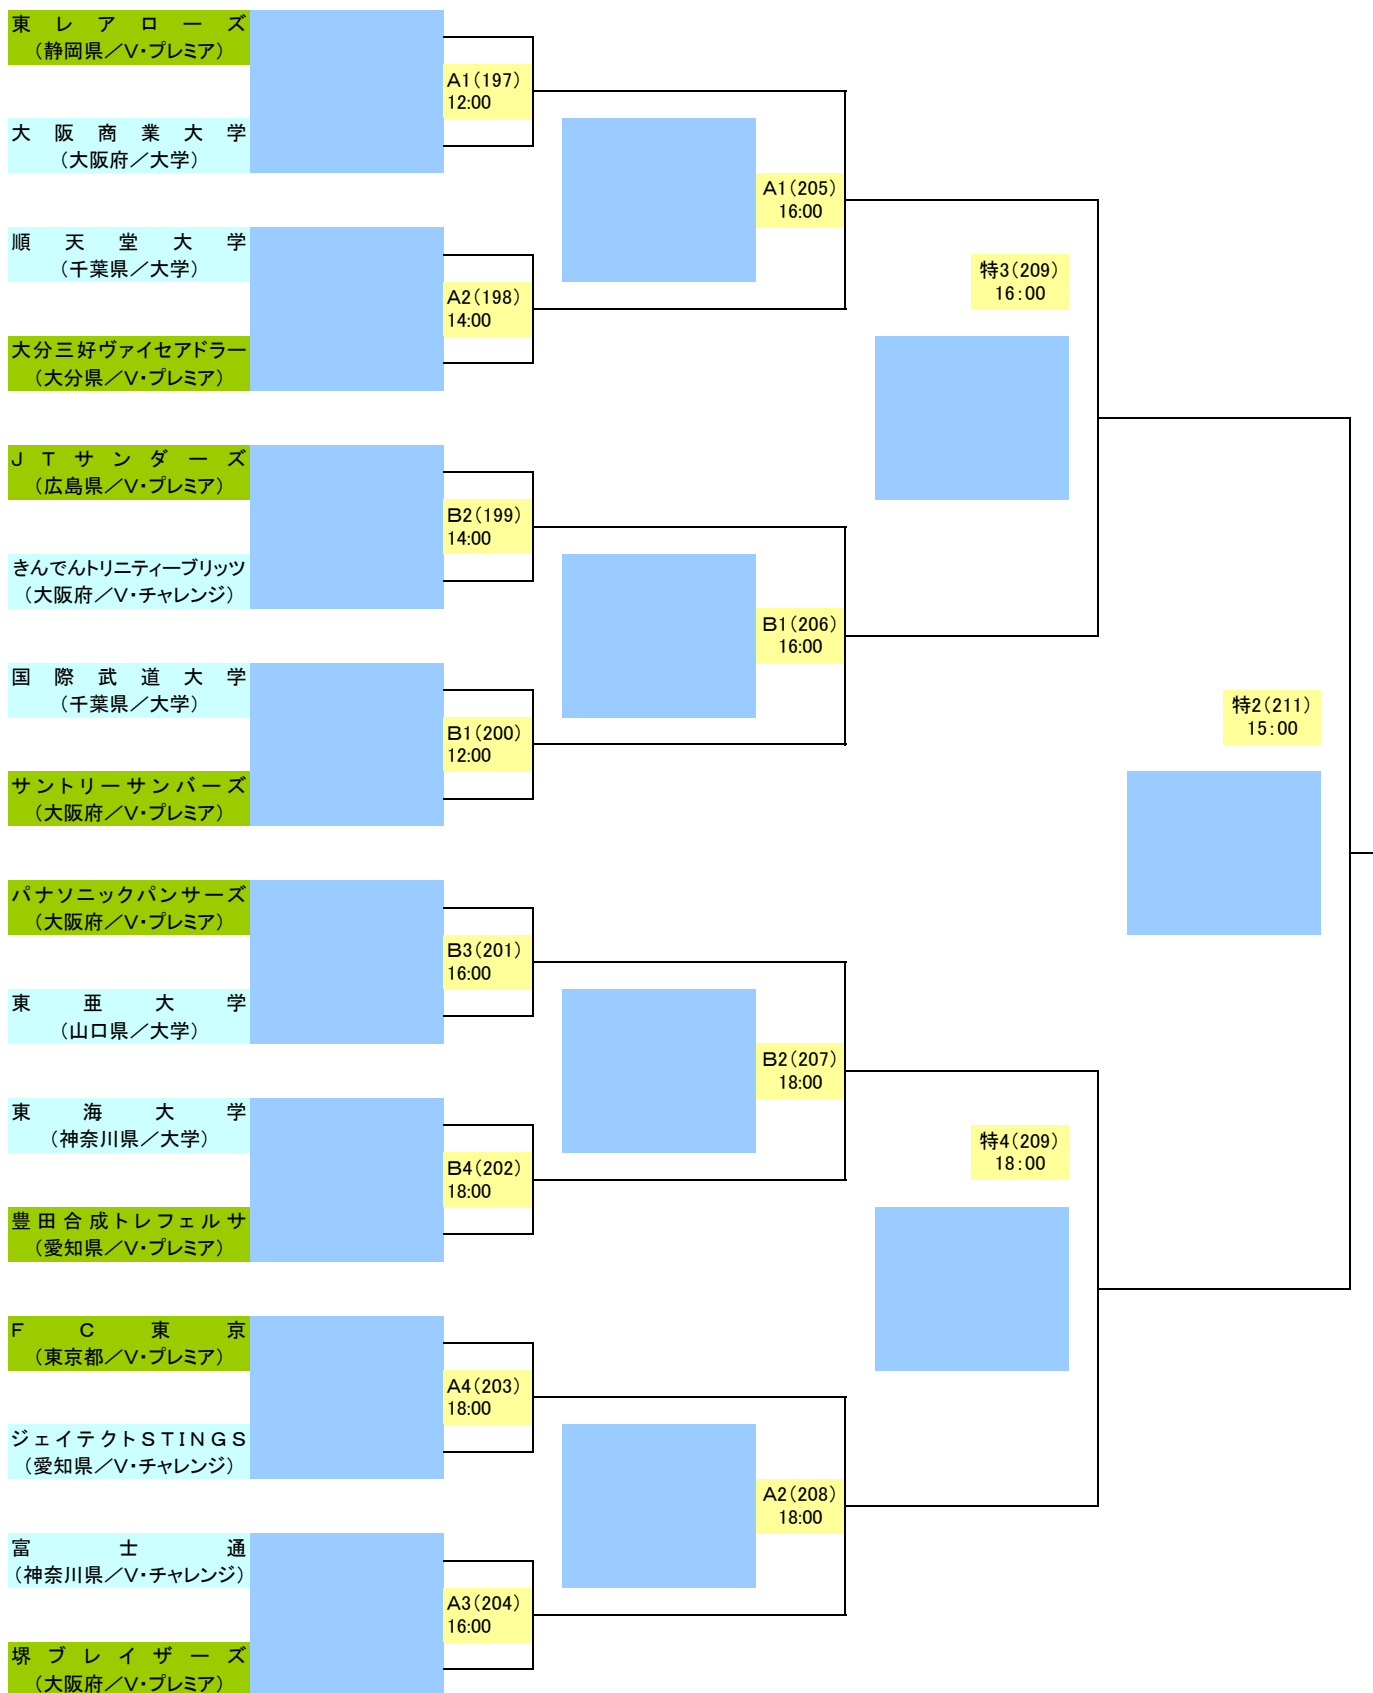 東レアローズ
（静岡県／V・プレミア）
A1(197)
12:00
大阪商業大学
（大阪府／大学）
A1(205)
16:00
順天堂大学
（千葉県／大学）
特3(209)
16:00
A2(198)
14:00
大分三好ヴァイセアドラー
（大分県／V・プレミア）
JTサンダーズ
（広島県／V・プレミア）
B2(199)
14:00
きんでんトリニティーブリッツ
（大阪府／V・チャレンジ）
B1(206)
16:00
国際武道大学
（千葉県／大学）
特2(211)
15:00
B1(200)
12:00
サントリーサンバーズ
（大阪府／V・プレミア）
パナソニックパンサーズ
（大阪府／V・プレミア）
B3(201)
16:00
東亜大学
（山口県／大学）
B2(207)
18:00
東海大学
（神奈川県／大学）
特4(209)
18:00
B4(202)
18:00
豊田合成トレフェルサ
（愛知県／V・プレミア）
FC東京
（東京都／V・プレミア）
A4(203)
18:00
ジェイテクトSTINGS
（愛知県／V・チャレンジ）
A2(208)
18:00
富士通
（神奈川県／V・チャレンジ）
A3(204)
16:00
堺ブレイザーズ
（大阪府／V・プレミア）